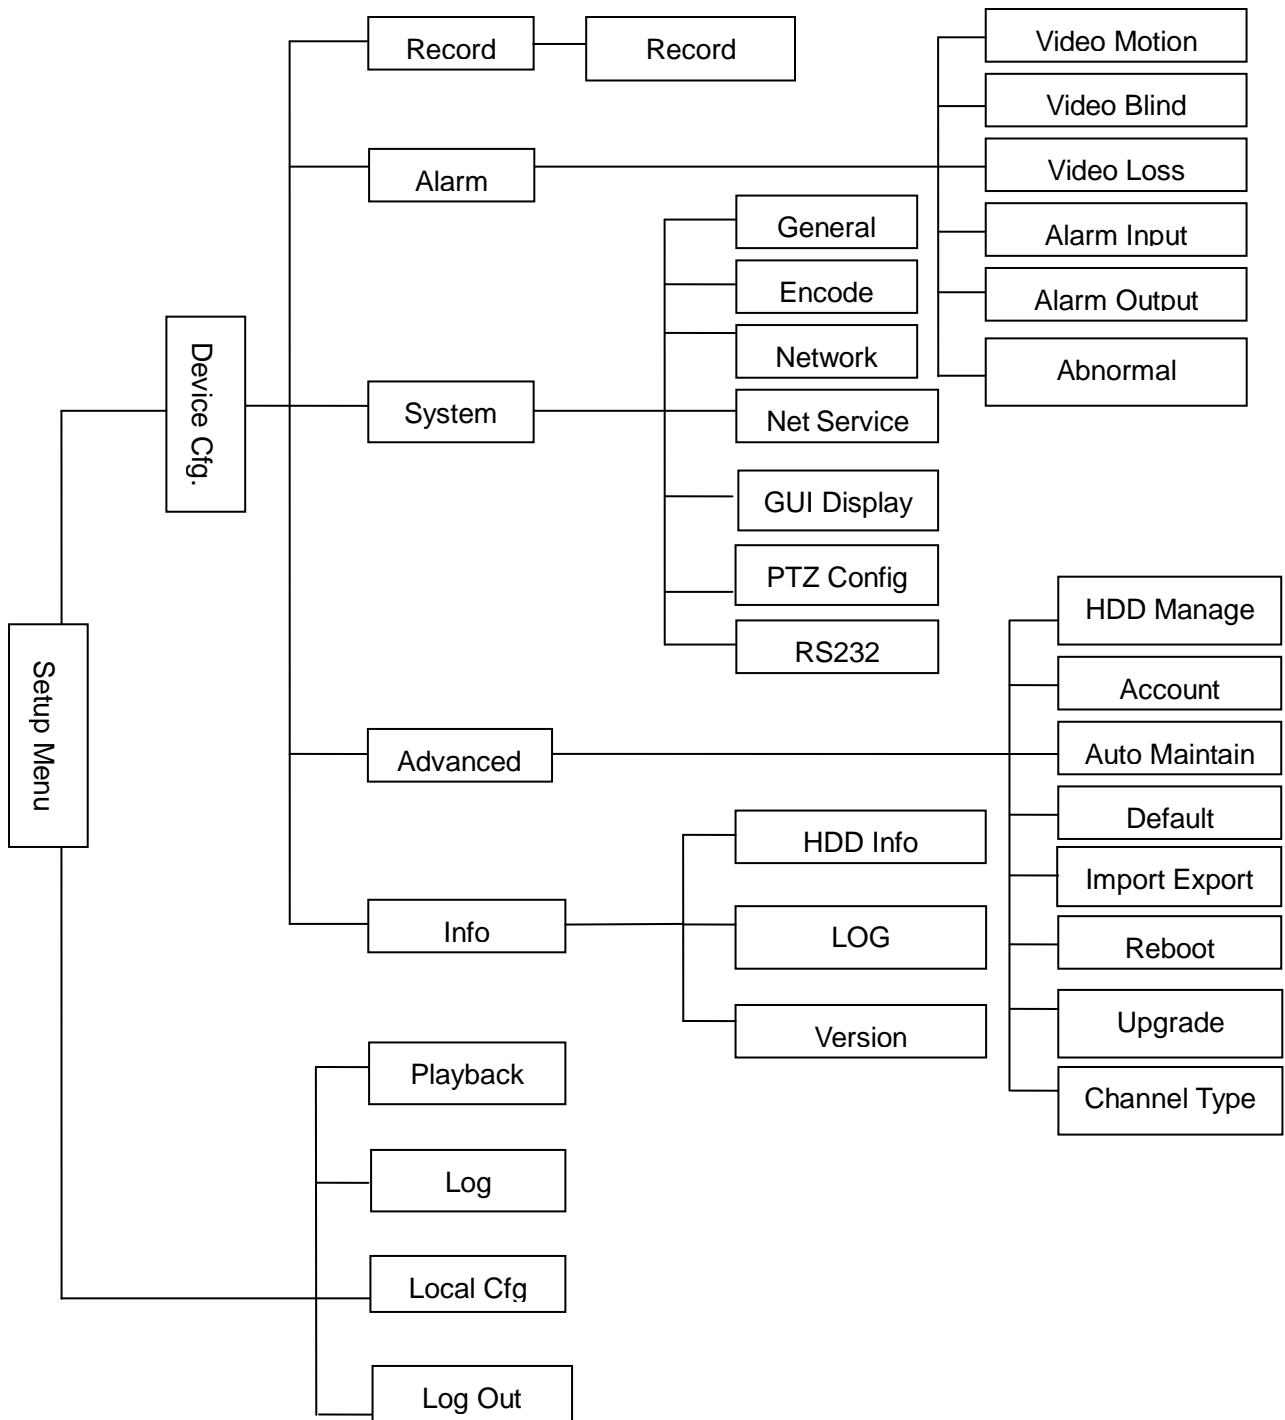 Setup Menu
Device Cfg.
Record
Record
Alarm
Video Motion
Video Blind
Video Loss
Alarm Input
Alarm Output
Abnormal
System
General
Encode
Network
Net Service
GUI Display
PTZ Config
RS232
Advanced
HDD Manage
Account
Auto Maintain
Default
Import Export
Reboot
Upgrade
Channel Type
Info
HDD Info
LOG
Version
Playback
Log
Local Cfg
Log Out